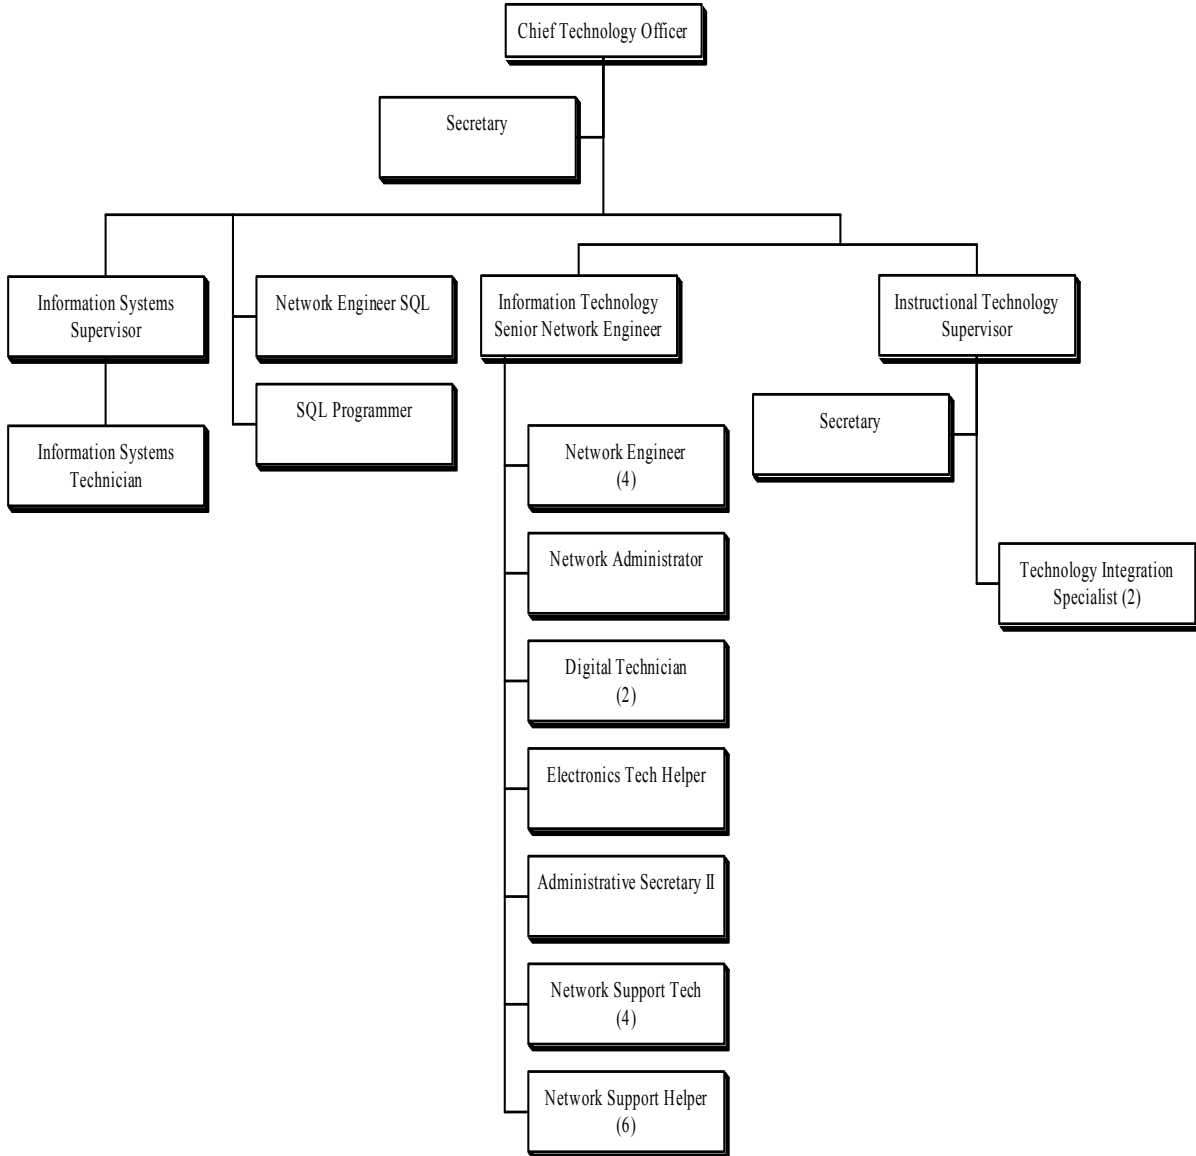 Chief Technology Officer
Secretary
Information Systems
Supervisor
Network Engineer SQL
Information Technology
Senior Network Engineer
Instructional Technology
Supervisor
SQL Programmer
Secretary
Information Systems
Technician
Network Engineer
(4)
Network Administrator
Technology Integration
Specialist (2)
Digital Technician
(2)
Electronics Tech Helper
Administrative Secretary II
Network Support Tech
(4)
Network Support Helper
(6)